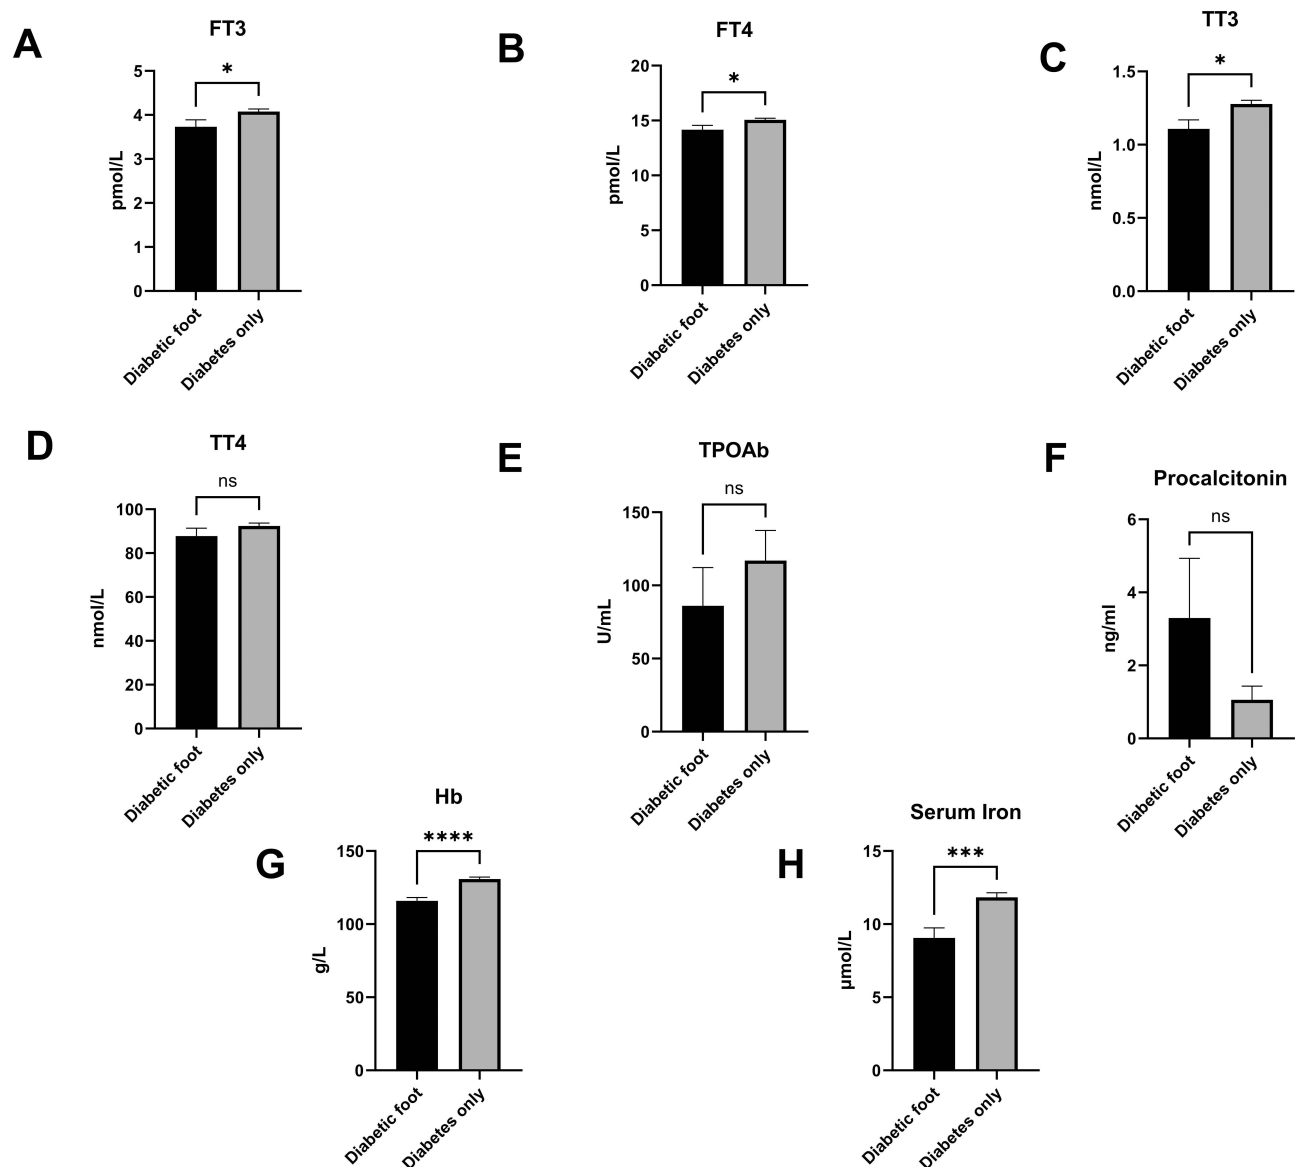 A
FT3
*
5
4
3
2
1
0
pmol/L
Diabetic foot
Diabetes only
B
FT4
*
20
15
10
5
0
pmol/L
Diabetic foot
Diabetes only
C
TT3
*
1.5
1.0
0.5
0.0
nmol/L
Diabetic foot
Diabetes only
D
TT4
ns
100
80
60
40
20
0
nmol/L
Diabetic foot
Diabetes only
E
TPOAb
ns
150
100
50
0
U/mL
Diabetic foot
Diabetes only
F
Procalcitonin
ns
6
4
2
0
ng/ml
Diabetic foot
Diabetes only
G
Hb
****
150
100
50
0
g/L
Diabetic foot
Diabetes only
H
Serum Iron
***
15
10
5
0
μmol/L
Diabetic foot
Diabetes only